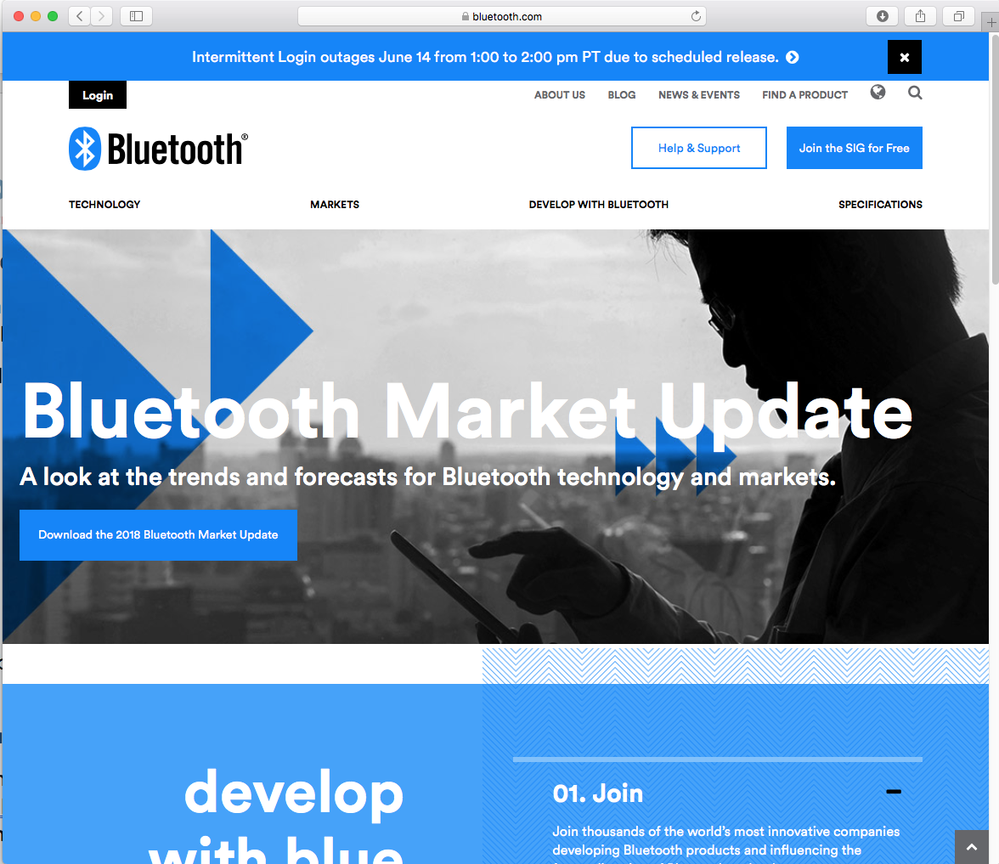 bluetooth.com
Intermittent Login outages June 14 from 1:00 to 2:00 pm PT due to scheduled release.
Login
ABOUT US
BLOG
NEWS & EVENTS
FIND A PRODUCT
Bluetooth®
Help & Support
Join the SIG for Free
TECHNOLOGY
MARKETS
DEVELOP WITH BLUETOOTH
SPECIFICATIONS
Bluetooth Market Update
A look at the trends and forecasts for Bluetooth technology and markets.
Download the 2018 Bluetooth Market Update
develop
with blue
01. Join
Join thousands of the world's most innovative companies
developing Bluetooth products and influencing the